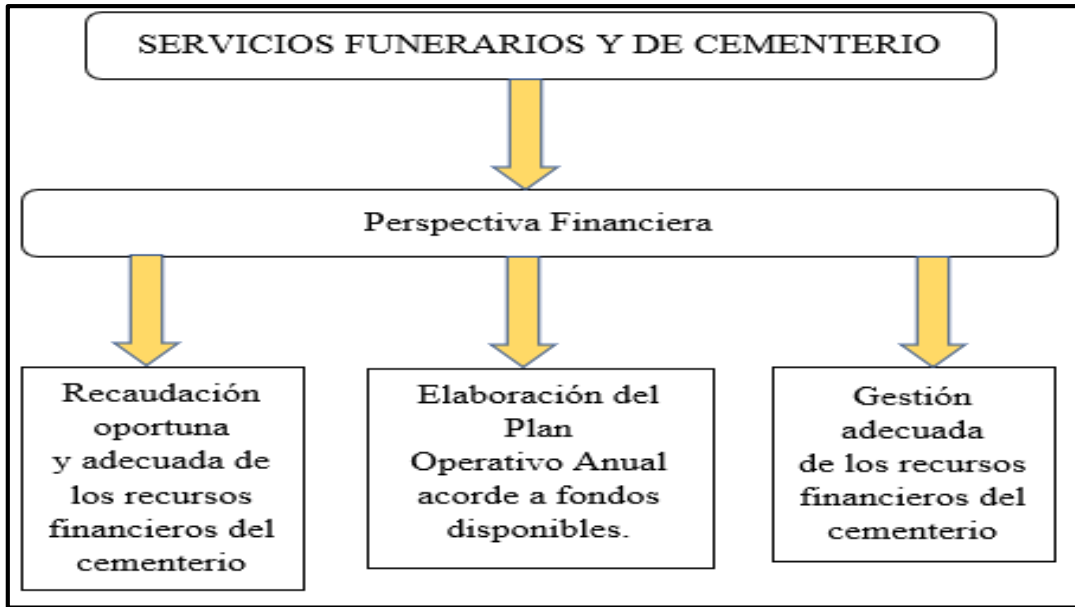 SERVICIOS FUNERARIOS Y DE CEMENTERIO
Perspectiva Financiera
Recaudación
oportuna
y adecuada de
los recursos
financieros del
cementerio
Elaboración del
Plan
Operativo Anual
acorde a fondos
disponibles.
Gestión
adecuada
de los recursos
financieros del
cementerio